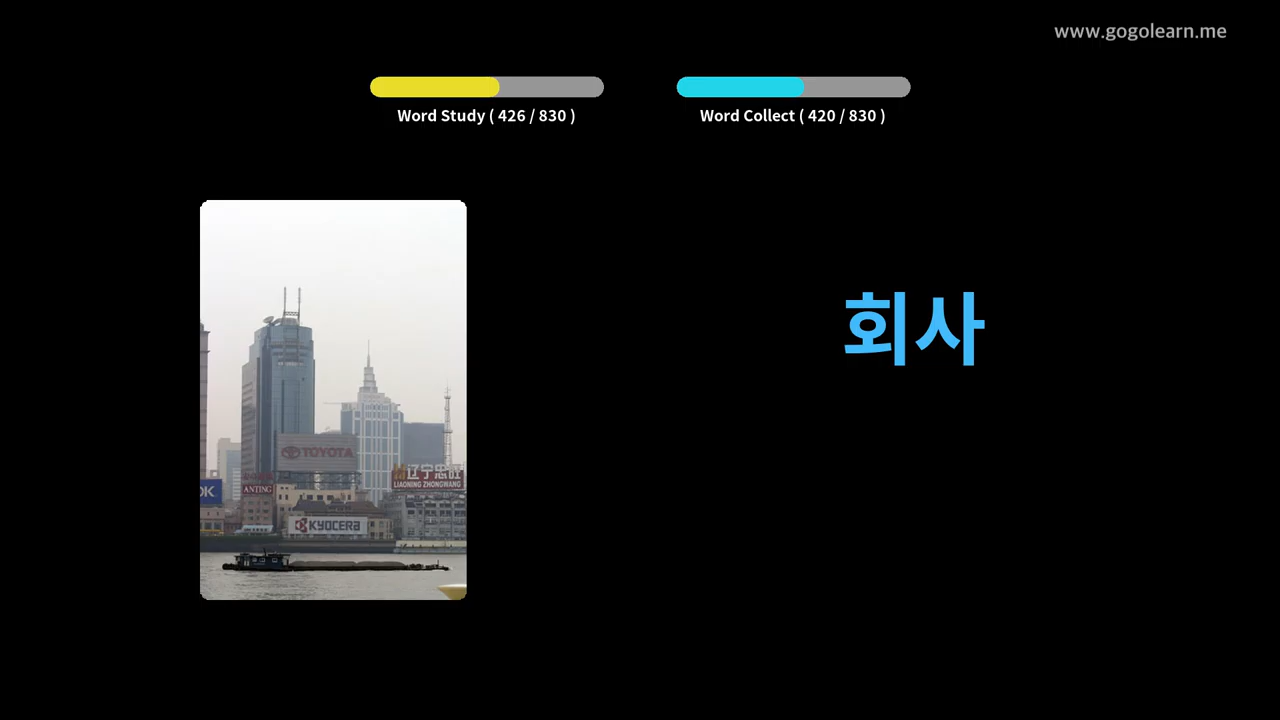 www.gogolearn.me
Word Study ( 426 / 830 )
Word Collect ( 420 / 830 )
회사
TOYOTA
辽宁忠旺
LIAONING ZHONGWANG
OK
ANTING
KYOCERA